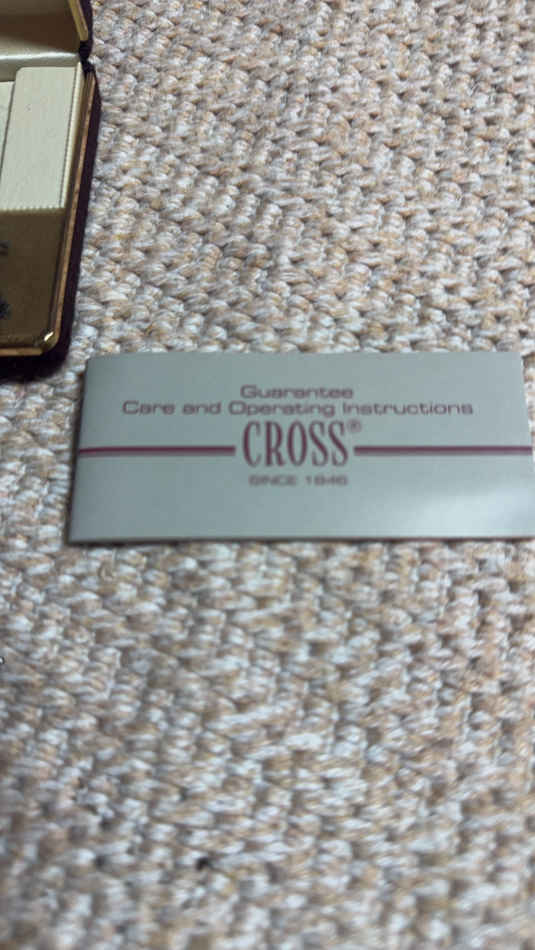 Guarantee
Care and Operating Instructions
CROSS®
SINCE 1846